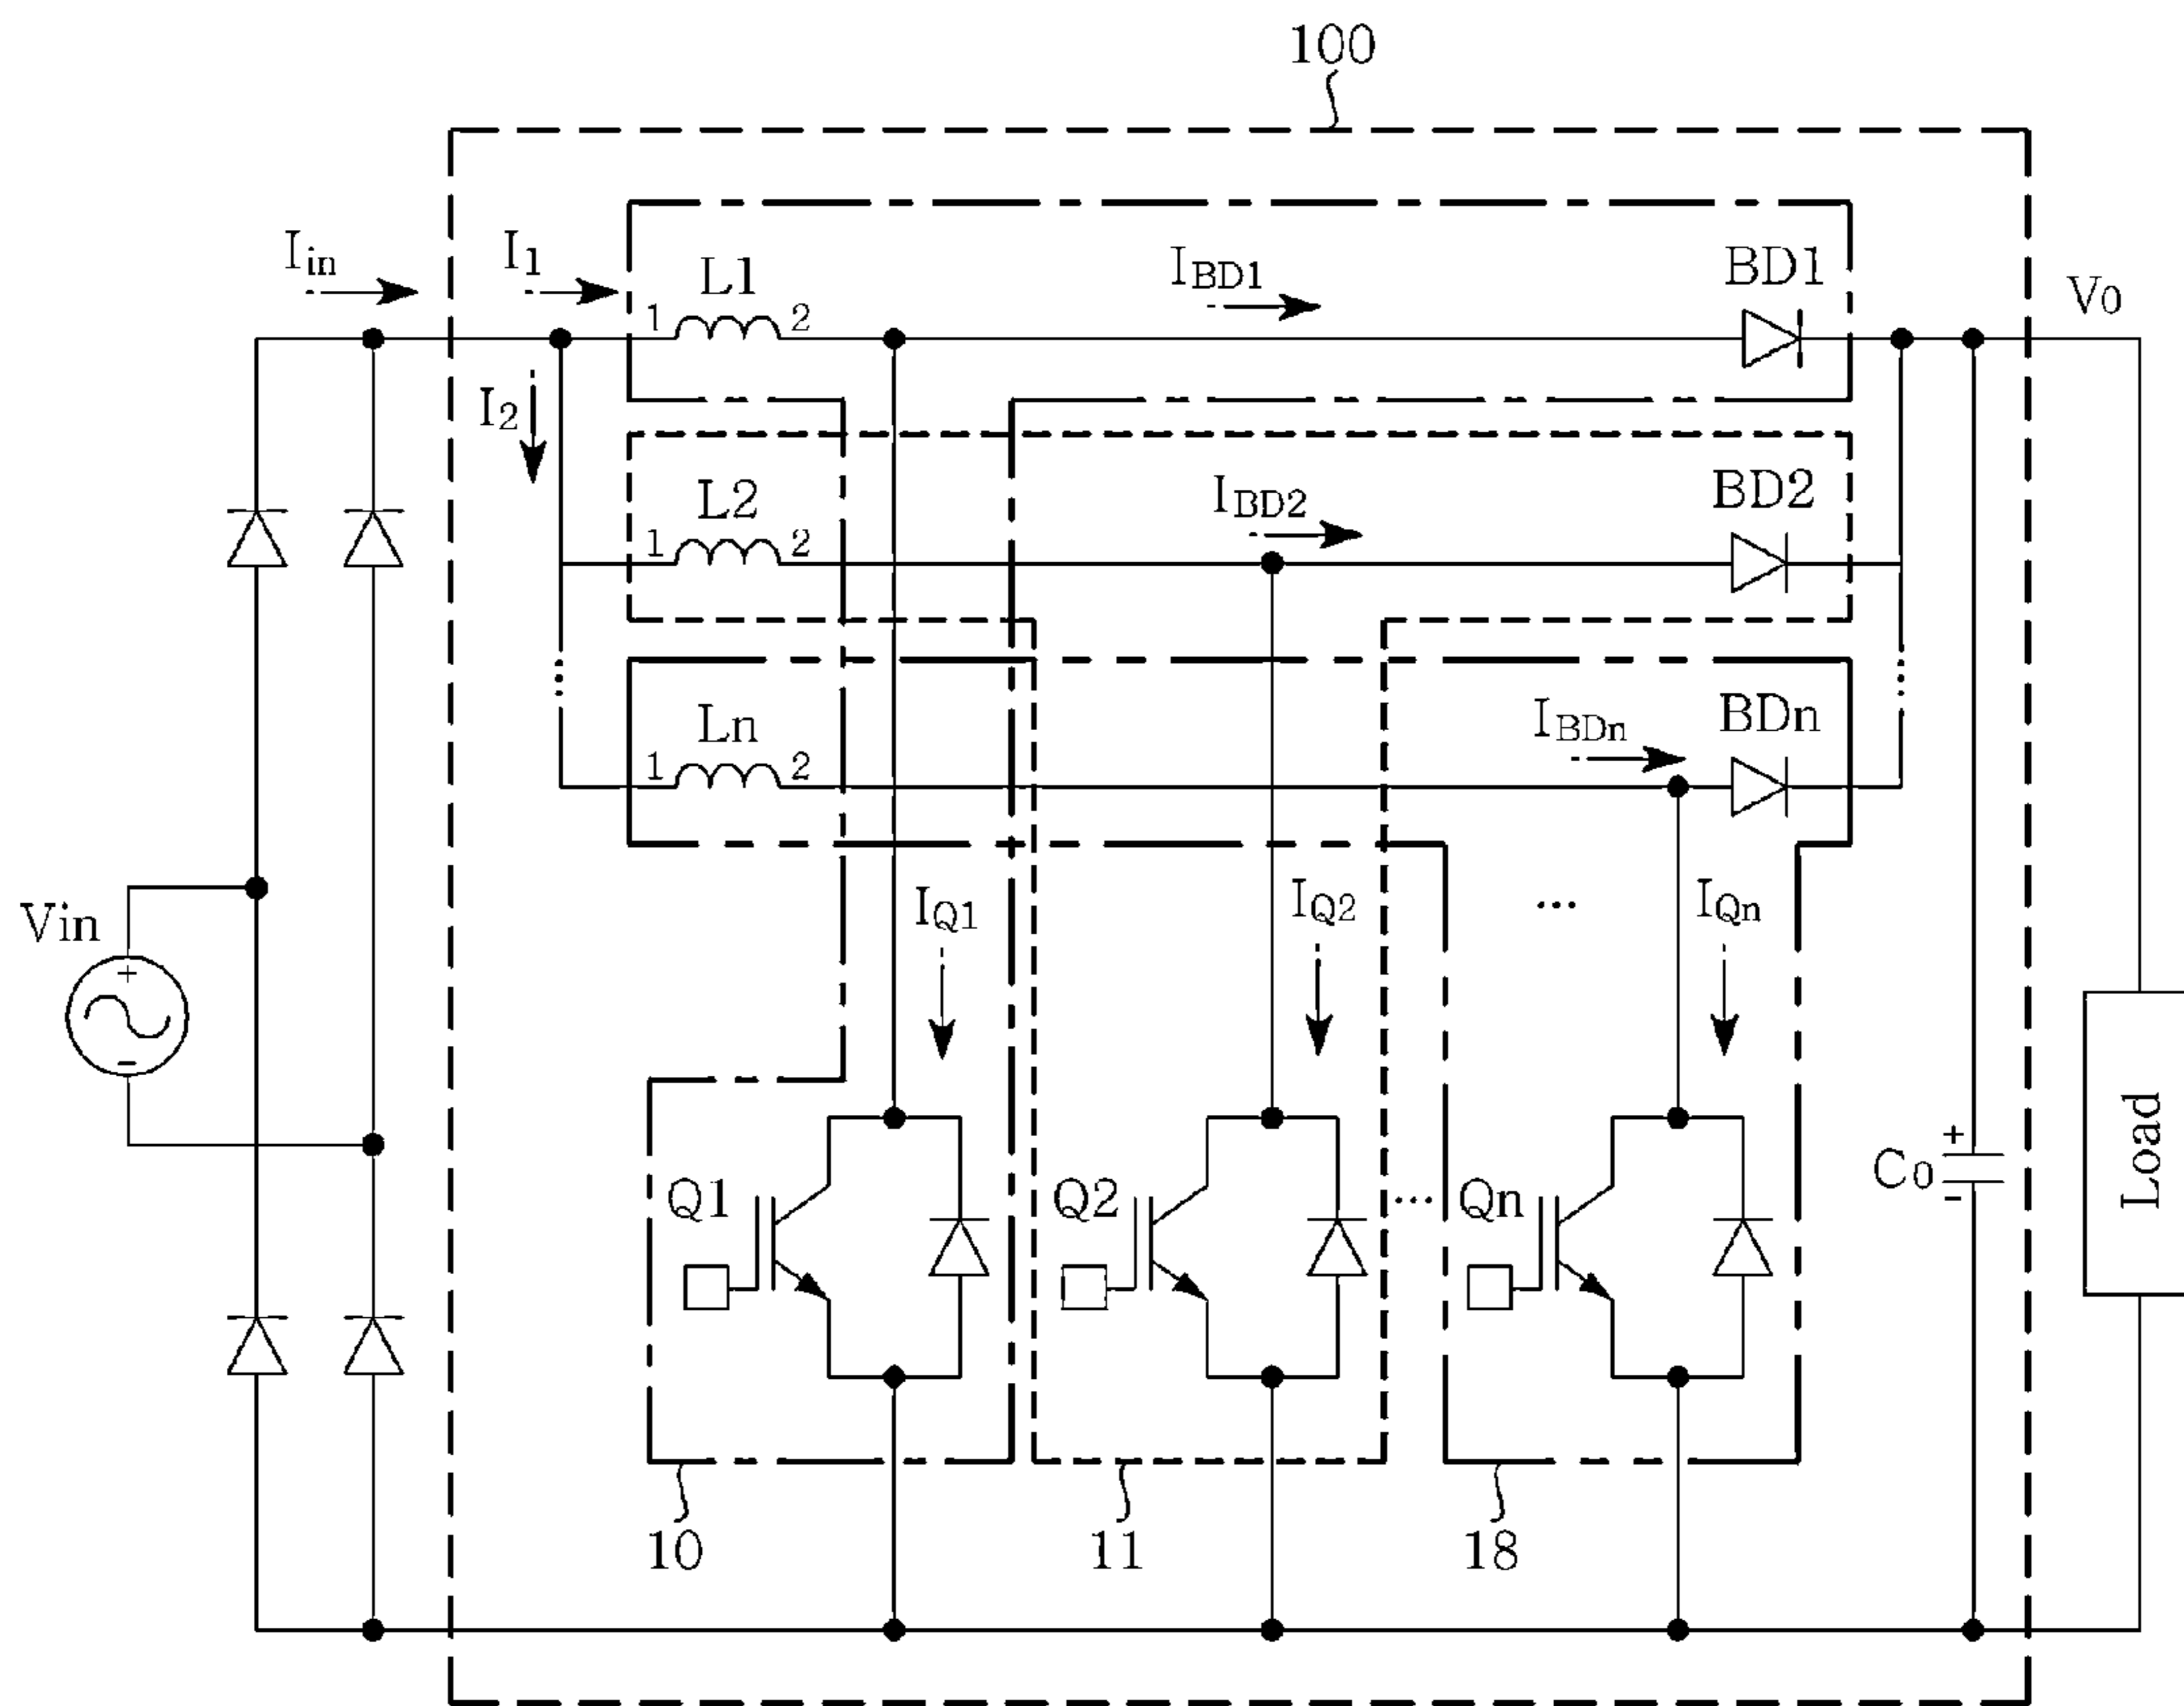 100
Iin
I1
L1
1
2
IBD1
BD1
V0
I2
L2
1
2
IBD2
BD2
...
Ln
1
2
IBDn
BDn
...
Vin
+
-
IQ1
IQ2
...
IQn
Q1
Q2
...
Qn
+
C0
-
Load
10
11
18